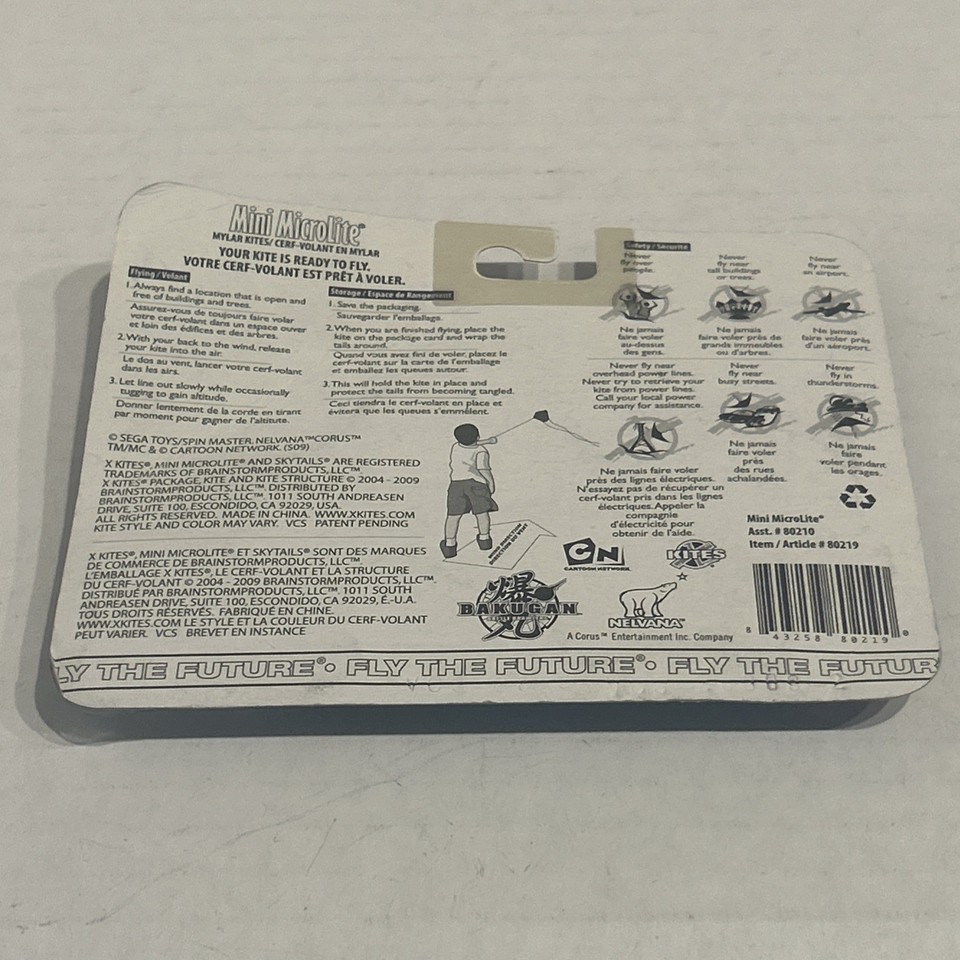 Mini MicroLite®
MYLAR KITES/ CERF-VOLANT EN MYLAR
YOUR KITE IS READY TO FLY.
VOTRE CERF-VOLANT EST PRÊT À VOLER.
Flying / Volant
1. Always find a location that is open and
free of buildings and trees.
Assurez-vous de toujours faire volar
votre cerf-volant dans un espace ouver
et loin des édifices et des arbres.
2. With your back to the wind, release
your kite into the air.
Le dos au vent, lancer votre cerf-volant
dans les airs.
3. Let line out slowly while occasionally
tugging to gain altitude.
Donner lentement de la corde en tirant
par moment pour gagner de l'altitude.
Storage / Espace de Rangement
1. Save the packaging.
Sauvegarder l'emballage.
2. When you are finished flying, place the
kite on the package card and wrap the
tails around.
Quand vous avez fini de voler, placez le
cerf-volant sur la carte de l'emballage
et emballez les queues autour.
3. This will hold the kite in place and
protect the tails from becoming tangled.
Ceci tiendra le cerf-volant en place et
évitera que les queues s'emmêlent.
Safety / Sécurité
Never
fly over
people.
Ne jamais
faire voler
au-dessus
des gens.
Never
fly near
tall buildings
or trees.
Ne jamais
faire voler près de
grands immeubles
ou d'arbres.
Never
fly near
an airport.
Ne jamais
faire voler près
d'un aéroport.
Never fly near
overhead power lines.
Never try to retrieve your
kite from power lines.
Call your local power
company for assistance.
Ne jamais faire voler
près des lignes électriques.
N'essayez pas de récupérer un
cerf-volant pris dans les lignes
électriques. Appeler la
compagnie
d'électricité pour
obtenir de l'aide.
Never
fly near
busy streets.
Ne jamais
faire voler
près
des rues
achalandées.
Never
fly in
thunderstorms.
Ne jamais
faire
voler pendant
les orages.
© SEGA TOYS/SPIN MASTER. NELVANA™CORUS™
TM/MC & © CARTOON NETWORK. (S09)
X KITES®, MINI MICROLITE® AND SKYTAILS® ARE REGISTERED
TRADEMARKS OF BRAINSTORMPRODUCTS, LLC™.
X KITES® PACKAGE, KITE AND KITE STRUCTURE © 2004 - 2009
BRAINSTORMPRODUCTS, LLC™. DISTRIBUTED BY
BRAINSTORMPRODUCTS, LLC™. 1011 SOUTH ANDREASEN
DRIVE, SUITE 100, ESCONDIDO, CA 92029, USA.
ALL RIGHTS RESERVED. MADE IN CHINA. WWW.XKITES.COM
KITE STYLE AND COLOR MAY VARY. VCS PATENT PENDING
X KITES®, MINI MICROLITE® ET SKYTAILS® SONT DES MARQUES
DE COMMERCE DE BRAINSTORMPRODUCTS, LLC™.
L'EMBALLAGE X KITES®, LE CERF-VOLANT ET LA STRUCTURE
DU CERF-VOLANT © 2004 - 2009 BRAINSTORMPRODUCTS, LLC™.
DISTRIBUÉ PAR BRAINSTORMPRODUCTS, LLC™. 1011 SOUTH
ANDREASEN DRIVE, SUITE 100, ESCONDIDO, CA 92029, É.-U.A.
TOUS DROITS RÉSERVÉS. FABRIQUÉ EN CHINE.
WWW.XKITES.COM LE STYLE ET LA COULEUR DU CERF-VOLANT
PEUT VARIER. VCS BREVET EN INSTANCE
WIND DIRECTION
DIRECTION DU VENT
CN
CARTOON NETWORK
X KITES
爆
BAKUGAN
丸
NELVANA™
A Corus™ Entertainment Inc. Company
Mini MicroLite®
Asst. # 80210
Item / Article # 80219
8 43258 80219 0
LY THE FUTURE®• FLY THE FUTURE®• FLY THE FUTUR